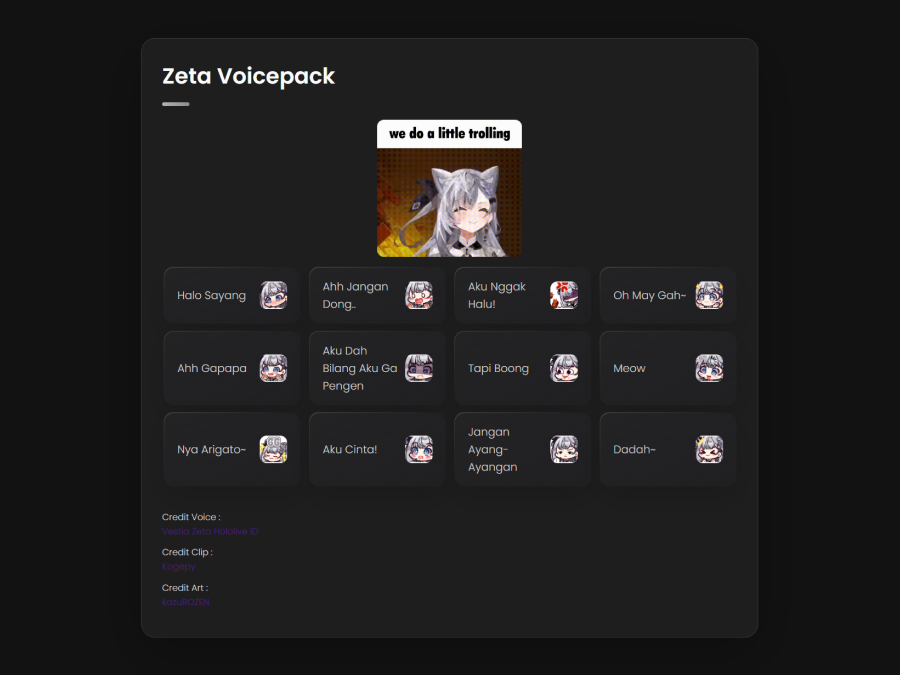 Zeta Voicepack
we do a little trolling
Halo Sayang
Ahh Jangan
Dong..
Aku Nggak
Halu!
Oh May Gah~
Ahh Gapapa
Aku Dah
Bilang Aku Ga
Pengen
Tapi Boong
Meow
Nya Arigato~
Aku Cinta!
Jangan
Ayang-
Ayangan
Dadah~
Credit Voice :
Vestia Zeta Hololive ID
Credit Clip :
Kogepy
Credit Art :
kazuROZEN